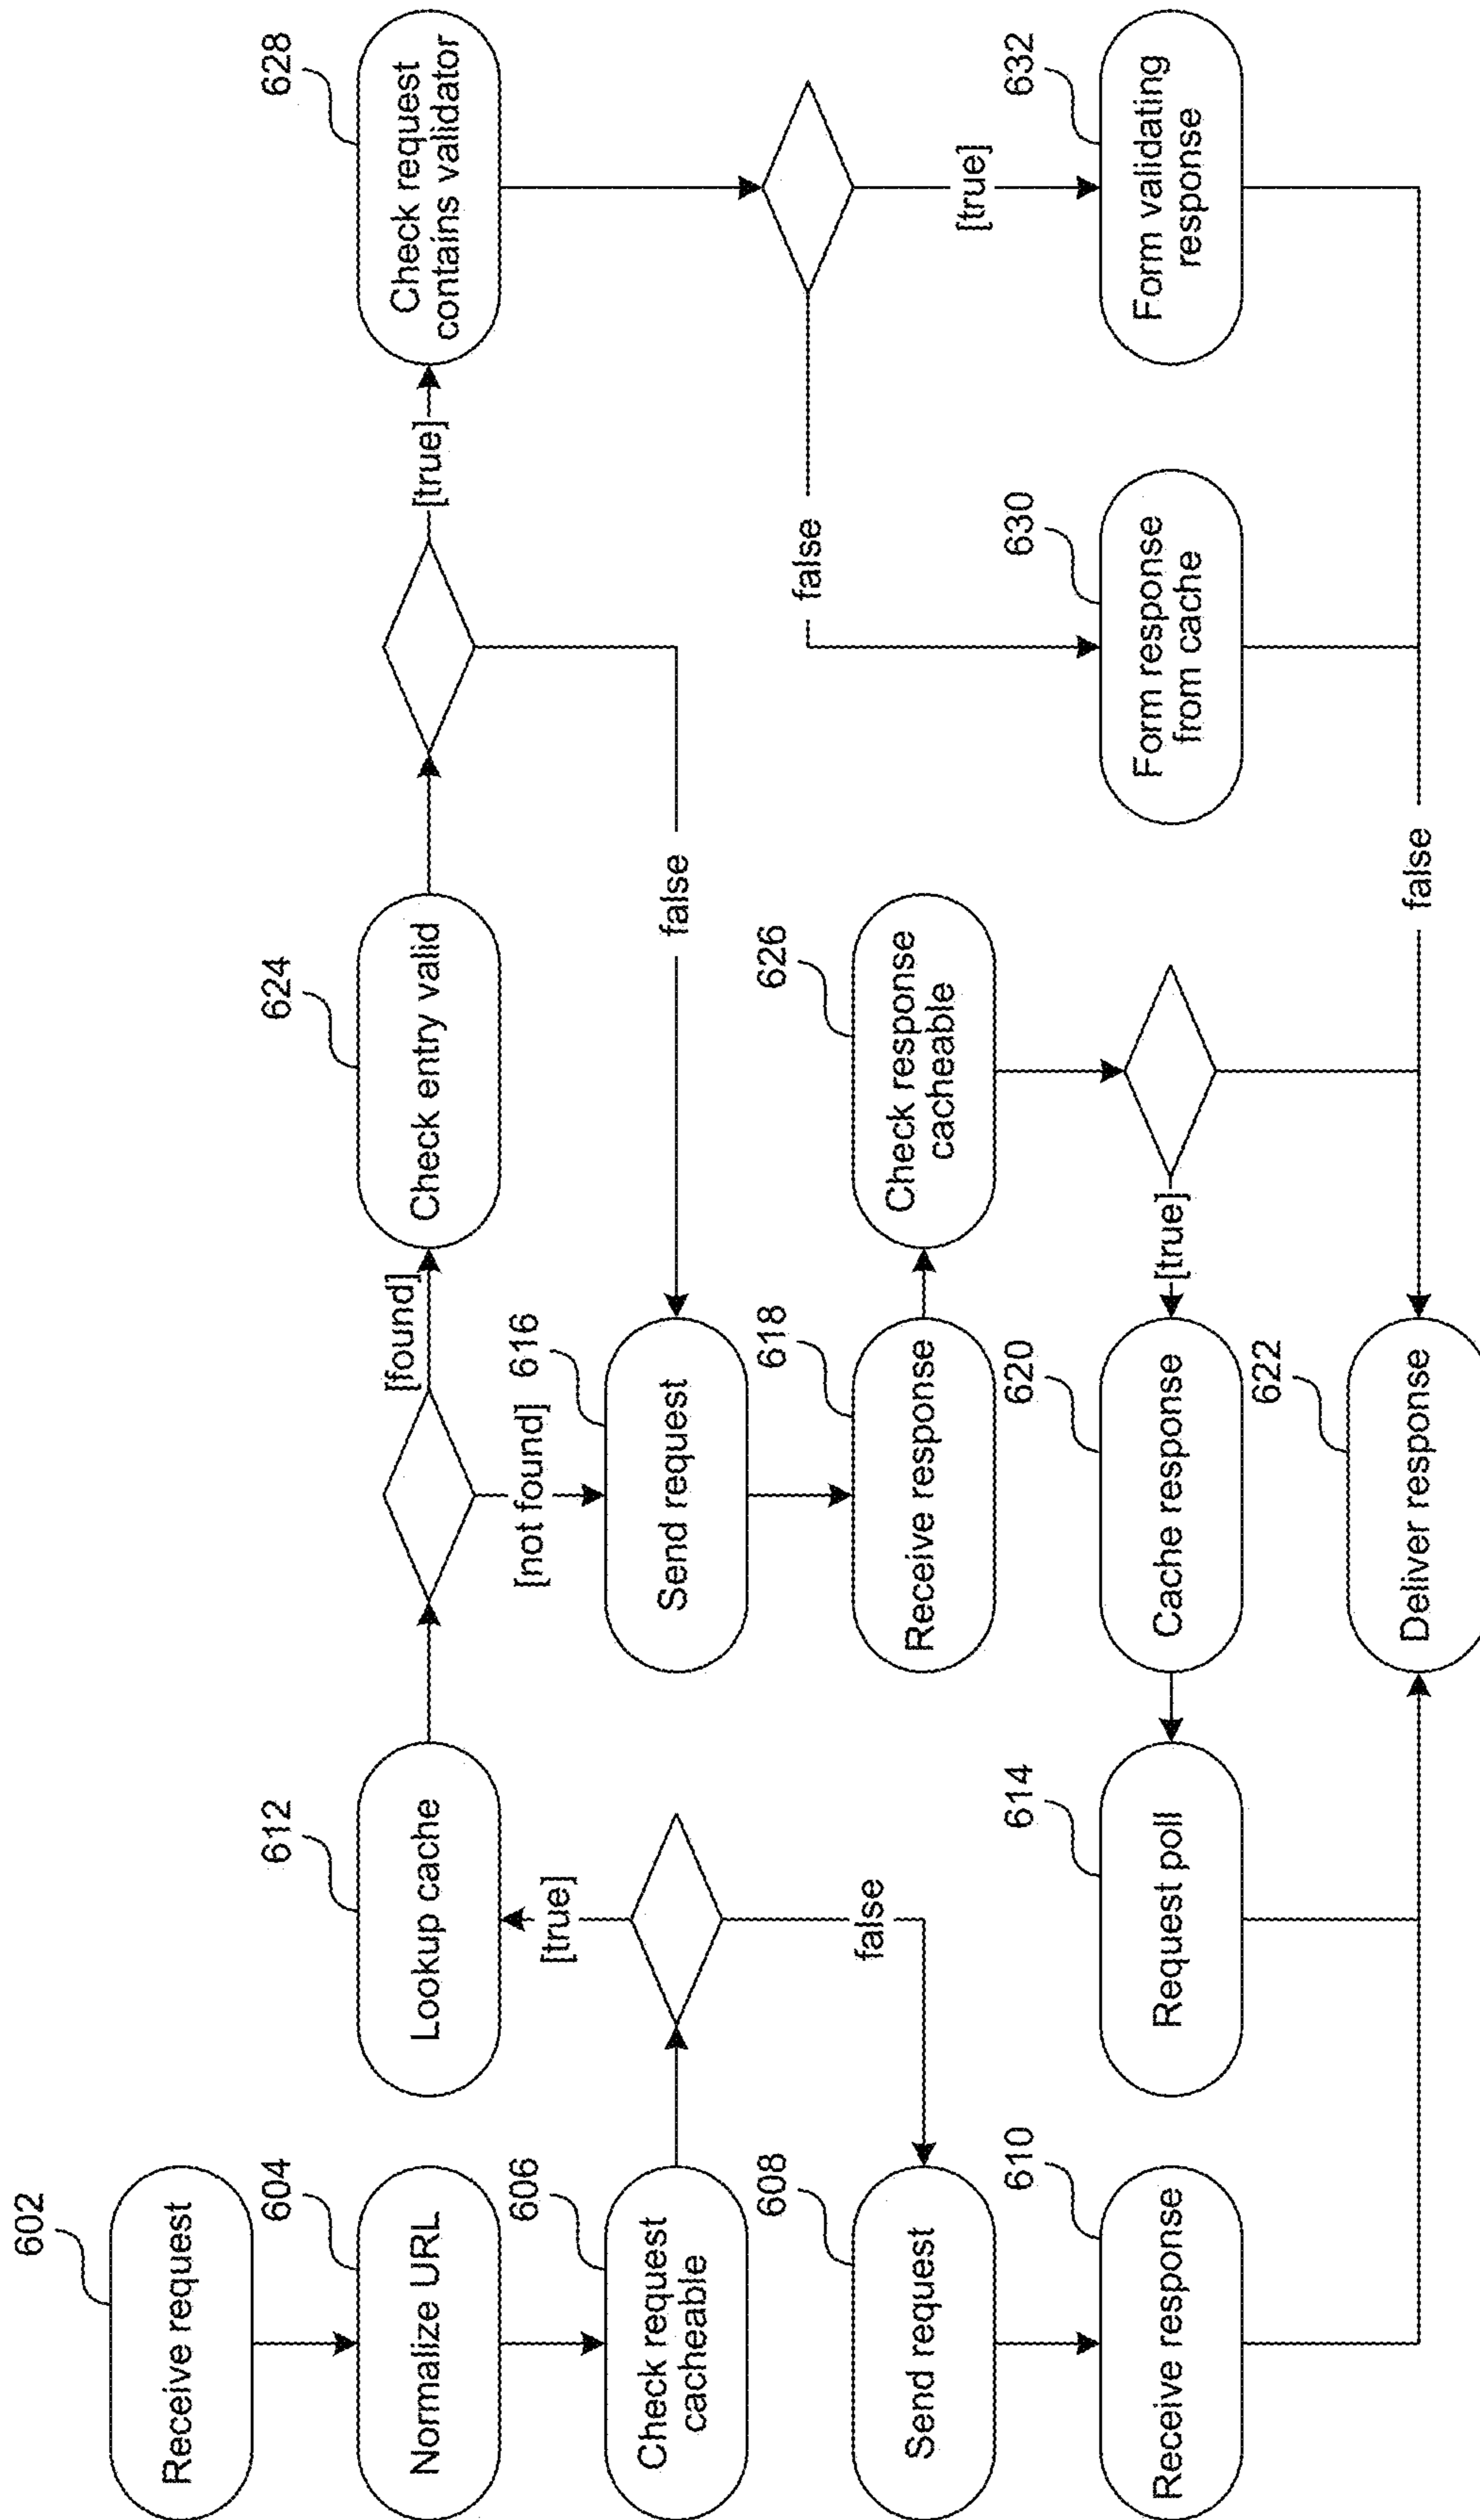 602
Receive request
604
Normalize URL
606
Check request
cacheable
608
Send request
610
Receive response
612
Lookup cache
[true]
false
614
Request poll
[found]
[not found]
616
Send request
618
Receive response
620
Cache response
622
Deliver response
624
Check entry valid
626
Check response
cacheable
[true]
false
[true]
false
628
Check request
contains validator
false
[true]
630
Form response
from cache
632
Form validating
response